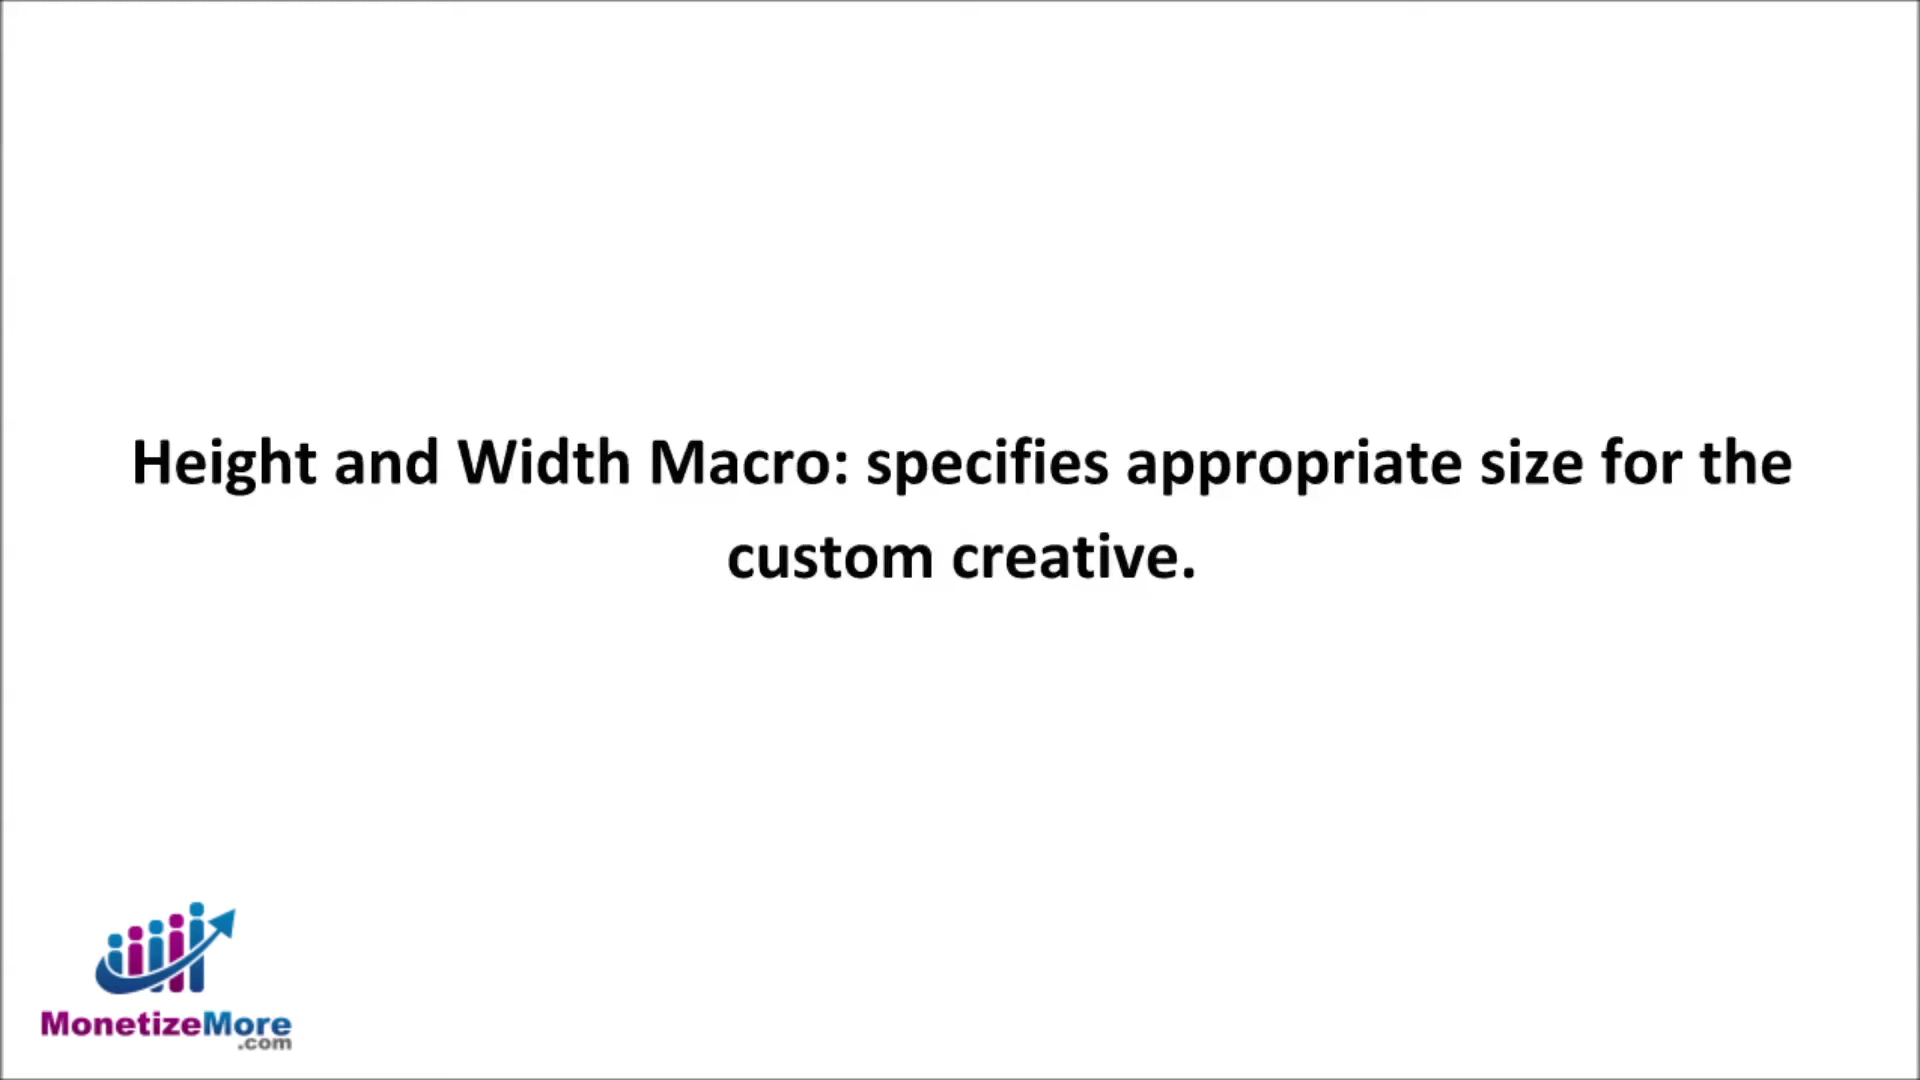 Height and Width Macro: specifies appropriate size for the
custom creative.
MonetizeMore
.com